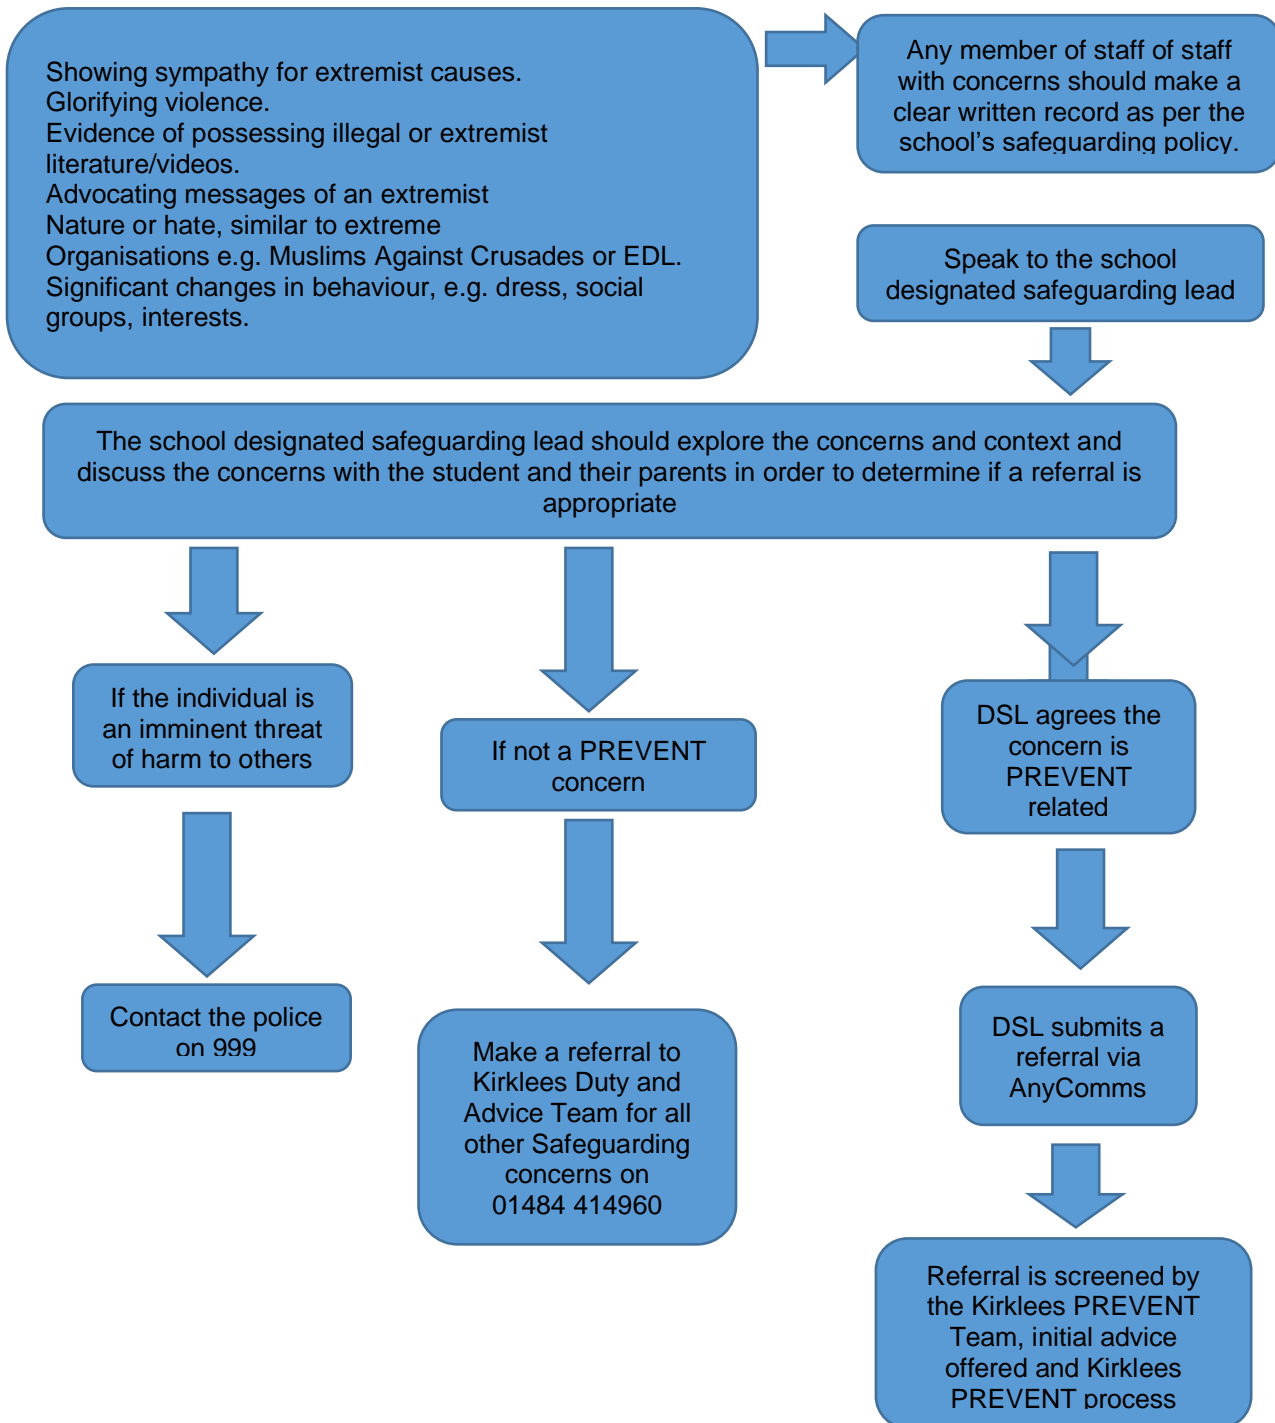 Showing sympathy for extremist causes.
Glorifying violence.
Evidence of possessing illegal or extremist
literature/videos.
Advocating messages of an extremist
Nature or hate, similar to extreme
Organisations e.g. Muslims Against Crusades or EDL.
Significant changes in behaviour, e.g. dress, social
groups, interests.
Any member of staff of staff
with concerns should make a
clear written record as per the
school’s safeguarding policy.
Speak to the school
designated safeguarding lead
The school designated safeguarding lead should explore the concerns and context and
discuss the concerns with the student and their parents in order to determine if a referral is
appropriate
If the individual is
an imminent threat
of harm to others
Contact the police
on 999
If not a PREVENT
concern
Make a referral to
Kirklees Duty and
Advice Team for all
other Safeguarding
concerns on
01484 414960
DSL agrees the
concern is
PREVENT
related
DSL submits a
referral via
AnyComms
Referral is screened by
the Kirklees PREVENT
Team, initial advice
offered and Kirklees
PREVENT process